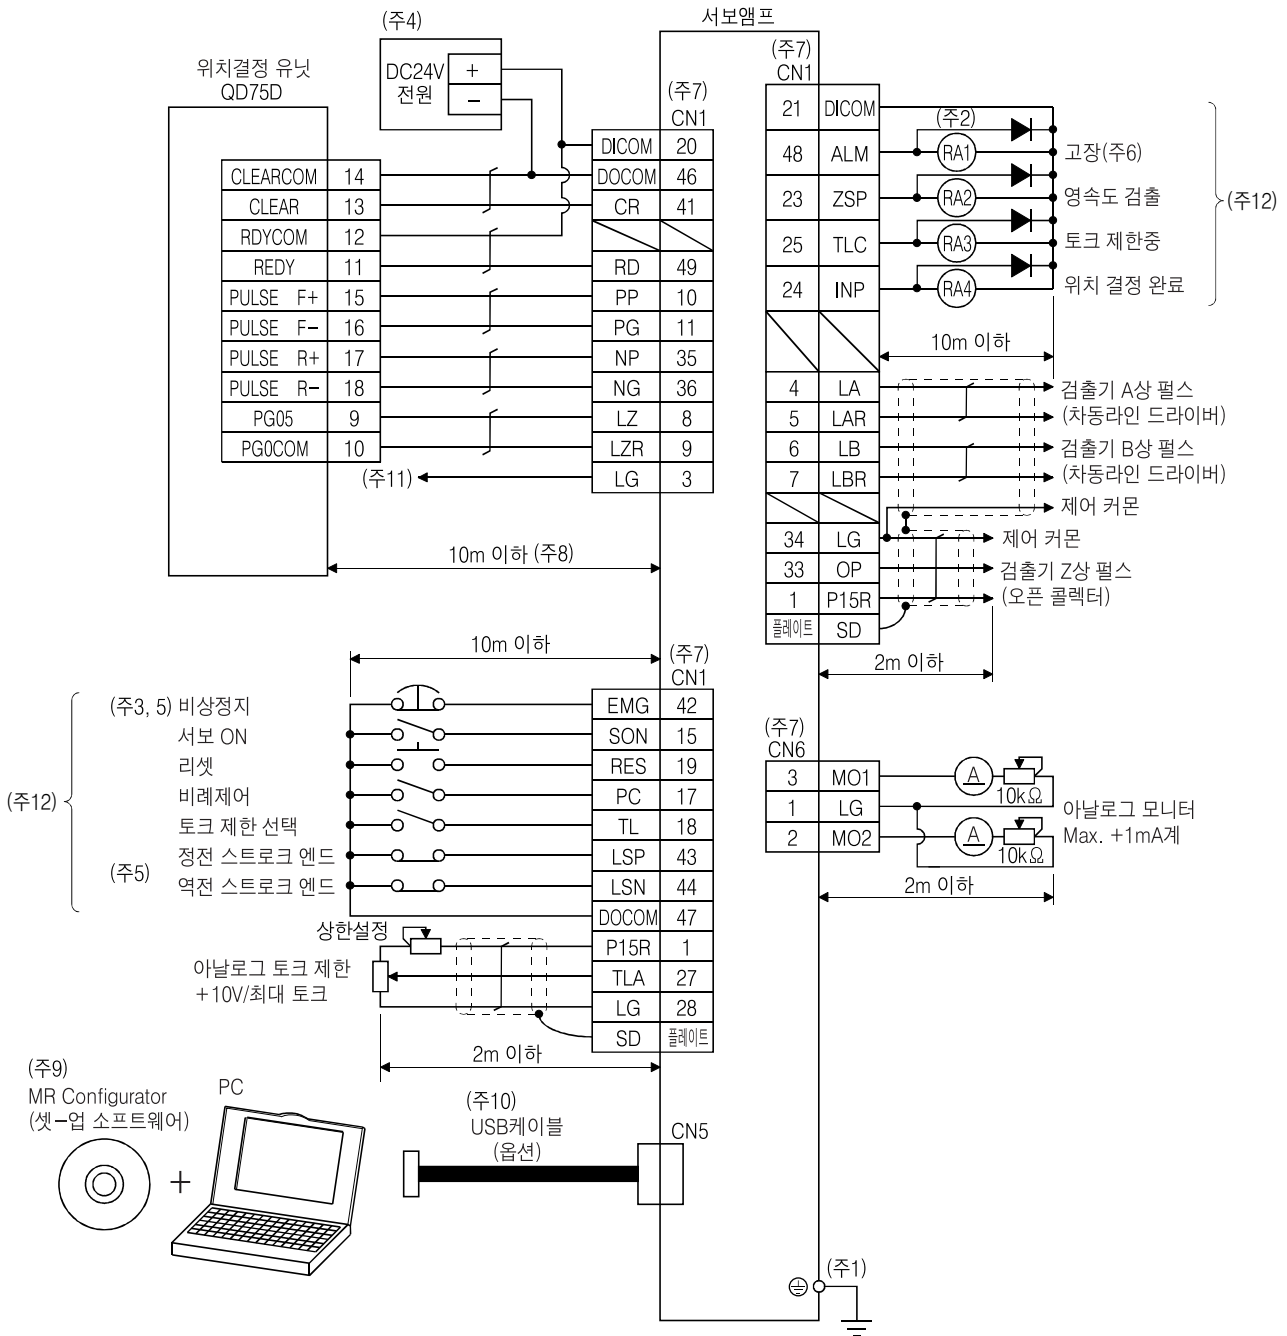 서보앰프
(주4)
DC24V
전원
+
−
위치결정 유닛
QD75D
(주7)
CN1
DICOM 20
CLEARCOM 14 DOCOM 46
CLEAR 13 CR 41
RDYCOM 12
REDY 11 RD 49
PULSE F+ 15 PP 10
PULSE F− 16 PG 11
PULSE R+ 17 NP 35
PULSE R− 18 NG 36
PG05 9 LZ 8
PG0COM 10 LZR 9
(주11) LG 3
10m 이하 (주8)
(주7)
CN1
21 DICOM
(주2)
48 ALM RA1 고장(주6)
23 ZSP RA2 영속도 검출
25 TLC RA3 토크 제한중
24 INP RA4 위치 결정 완료
(주12)
10m 이하
4 LA 검출기 A상 펄스
5 LAR (차동라인 드라이버)
6 LB 검출기 B상 펄스
7 LBR (차동라인 드라이버)
제어 커몬
34 LG 제어 커몬
33 OP 검출기 Z상 펄스
1 P15R (오픈 콜렉터)
플레이트 SD
2m 이하
10m 이하
(주7)
CN1
(주3, 5) 비상정지 EMG 42
서보 ON SON 15
리셋 RES 19
(주12)
비례제어 PC 17
토크 제한 선택 TL 18
정전 스트로크 엔드 LSP 43
(주5)
역전 스트로크 엔드 LSN 44
DOCOM 47
상한설정
P15R 1
아날로그 토크 제한
+10V/최대 토크
TLA 27
LG 28
SD 플레이트
2m 이하
(주7)
CN6
3 MO1 A 10kΩ
1 LG
2 MO2 A 10kΩ
아날로그 모니터
Max. +1mA계
2m 이하
(주9)
MR Configurator
(셋−업 소프트웨어)
+
PC
(주10)
USB케이블
(옵션)
CN5
(주1)